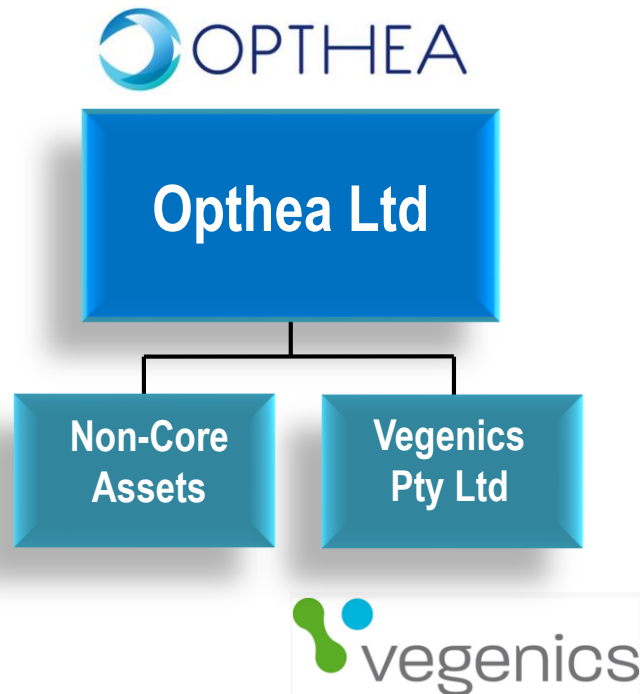 OPTHEA
Opthea Ltd
Non-Core
Assets
Vegenics
Pty Ltd
vegenics